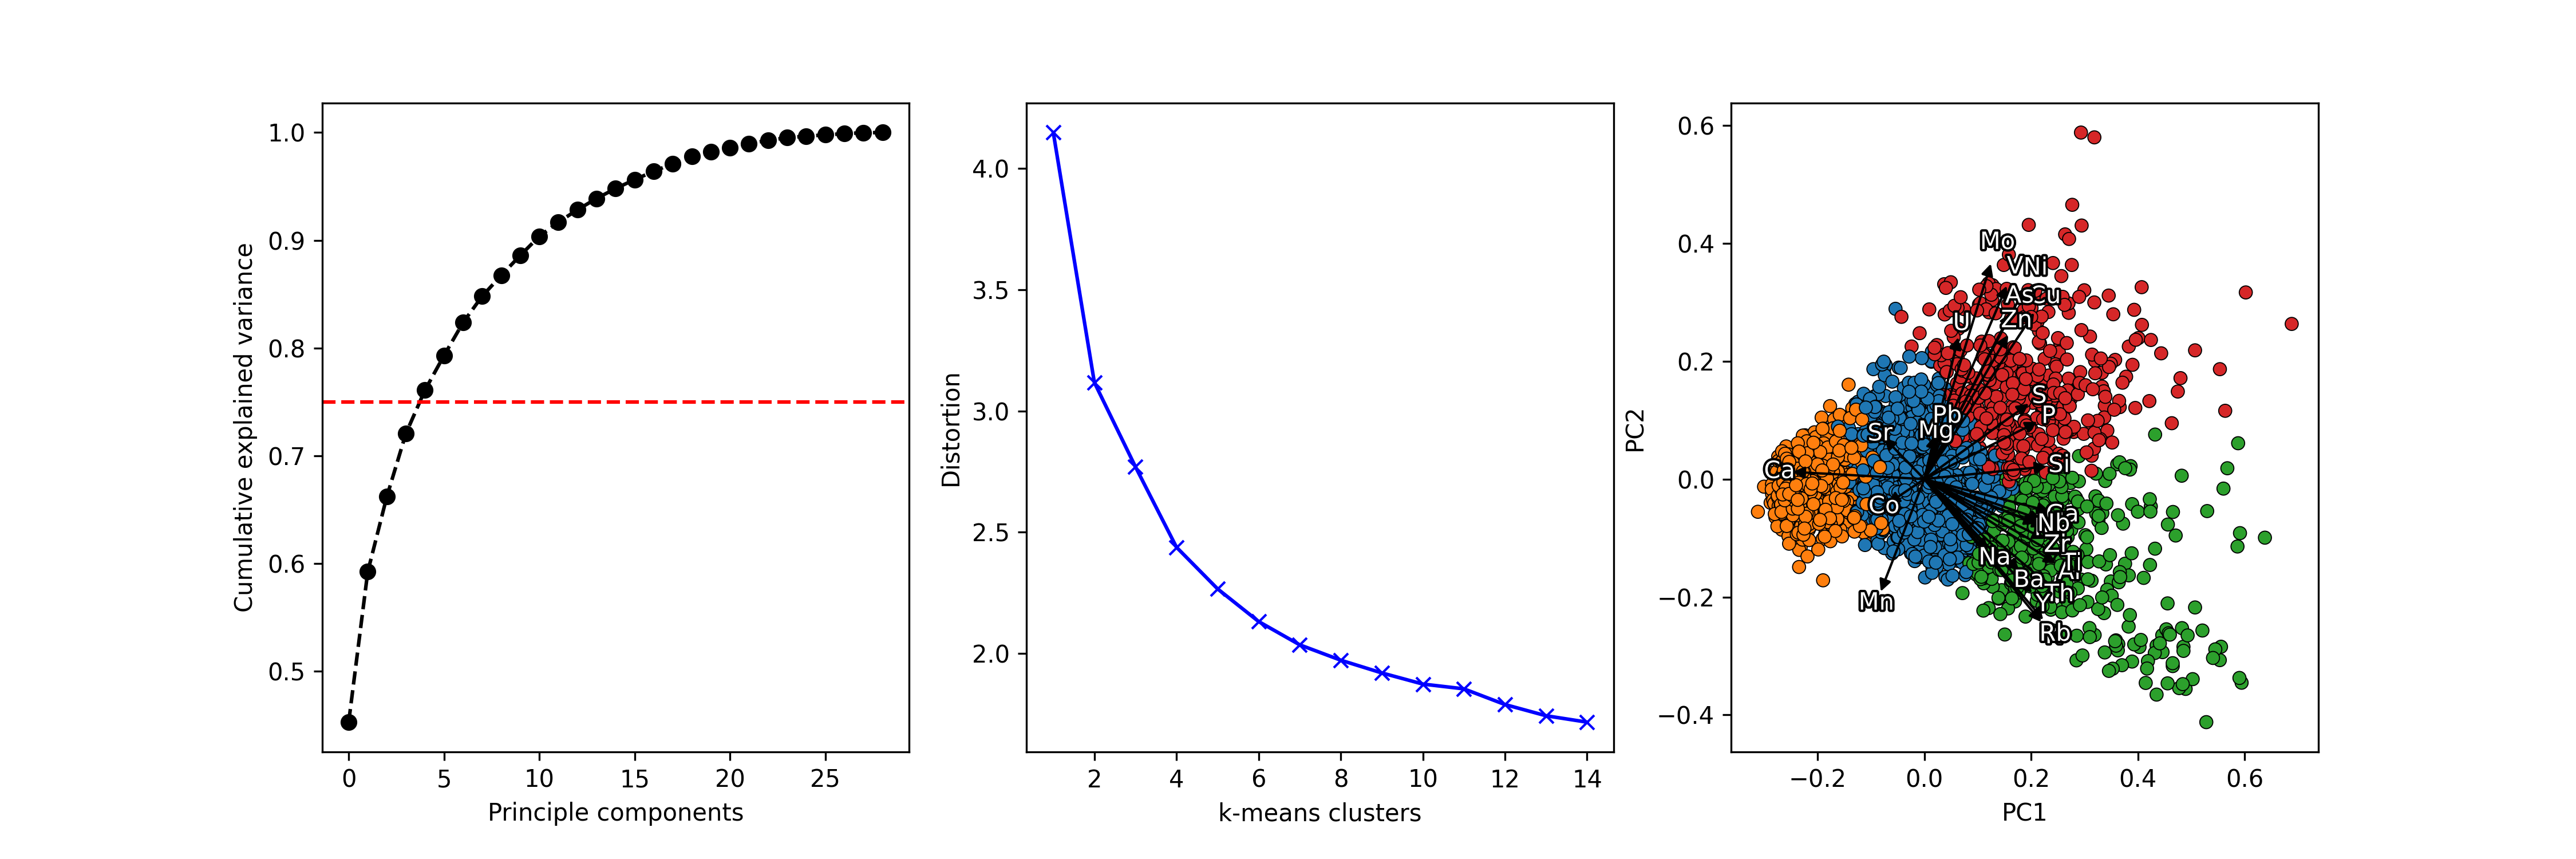 1.0
0.9
0.8
0.7
0.6
0.5
Cumulative explained variance
0 5 10 15 20 25
Principle components
4.0
3.5
3.0
2.5
2.0
Distortion
2 4 6 8 10 12 14
k-means clusters
0.6
0.4
0.2
0.0
−0.2
−0.4
PC2
Mo
V Ni
As Cu
U Zn
S
Pb P
Sr Mg
Ca Si
Co Ga
Nb
Zr
Na Ti
Al
Ba
Th
Y
Mn
Rb
−0.2 0.0 0.2 0.4 0.6
PC1